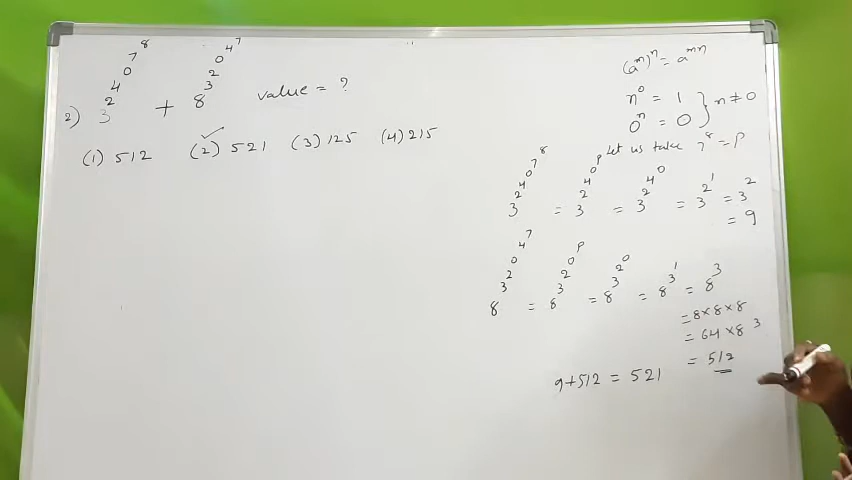 2) 3^2^4^0^7^8 + 8^3^2^0^4^7 value = ?
(1) 512 (2) 521 (3) 125 (4) 215
(a^m)^n = a^mn
n^0 = 1
0^n = 0 } n ≠ 0
Let us take 7^8 = P
3^2^4^0^7^8 = 3^2^4^0^P = 3^2^4^0 = 3^2^1 = 3^2
= 9
8^3^2^0^4^7 = 8^3^2^0^P = 8^3^2^0 = 8^3^1 = 8^3
= 8×8×8
= 64×8 3
= 512
9+512 = 521